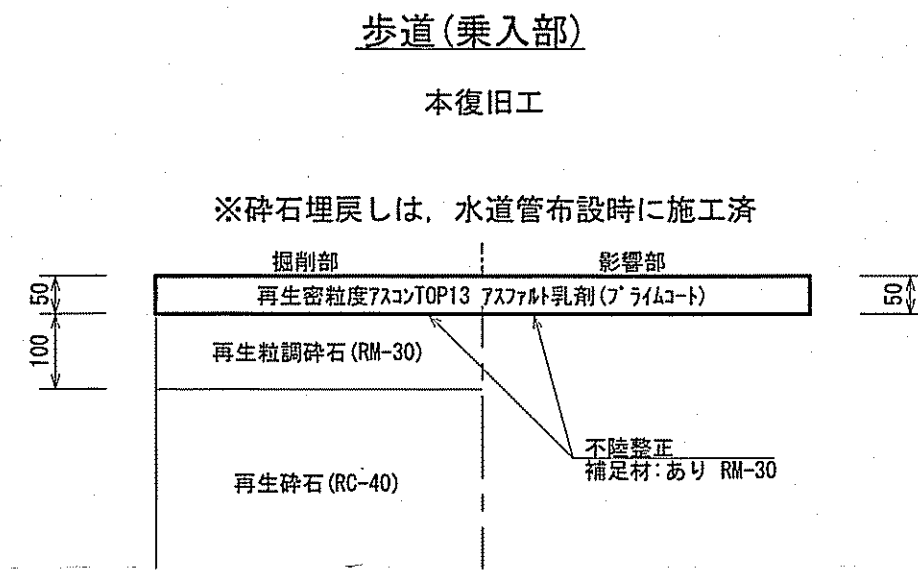 歩道(乗入部)
本復旧工
※砕石埋戻しは, 水道管布設時に施工済
掘削部
影響部
50
再生密粒度アスコンTOP13 アスファルト乳剤(プライムコート)
50
100
再生粒調砕石(RM-30)
不陸整正
補足材:あり RM-30
再生砕石(RC-40)